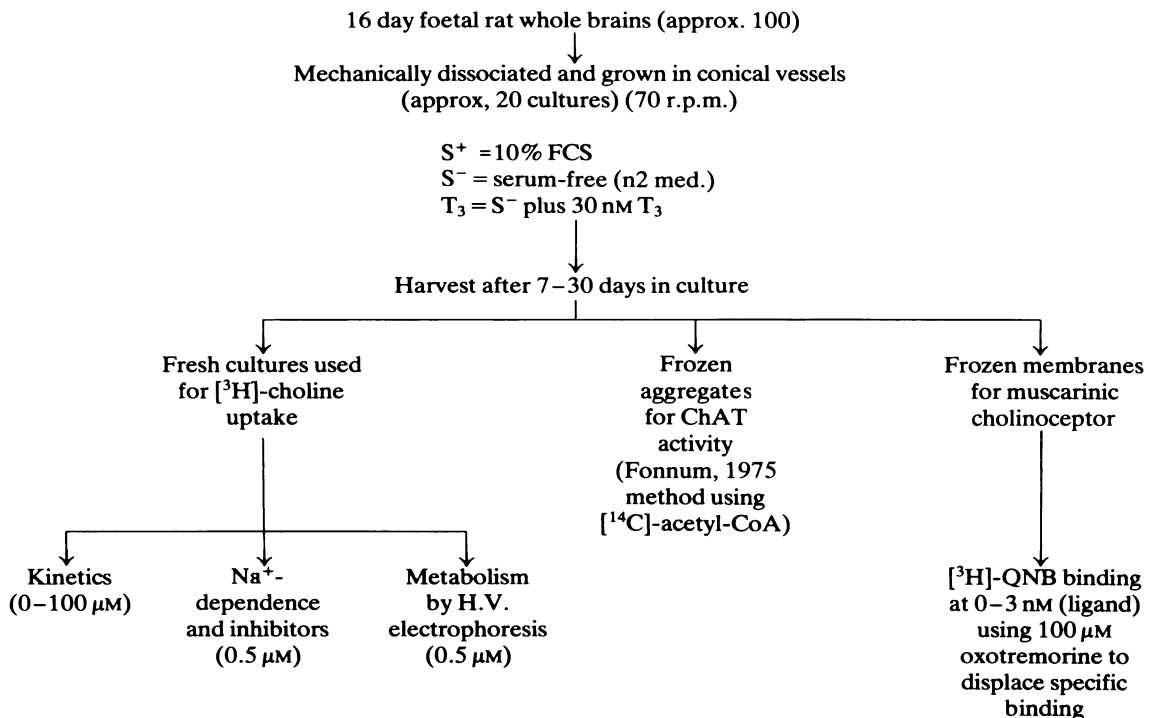 16 day foetal rat whole brains (approx. 100)
Mechanically dissociated and grown in conical vessels
(approx, 20 cultures) (70 r.p.m.)
S⁺ =10% FCS
S⁻ = serum-free (n2 med.)
T₃ = S⁻ plus 30 nM T₃
Harvest after 7–30 days in culture
Fresh cultures used
for [³H]-choline
uptake
Frozen
aggregates
for ChAT
activity
(Fonnum, 1975
method using
[¹⁴C]-acetyl-CoA)
Frozen membranes
for muscarinic
cholinoceptor
Kinetics
(0–100 μM)
Na⁺-
dependence
and inhibitors
(0.5 μM)
Metabolism
by H.V.
electrophoresis
(0.5 μM)
[³H]-QNB binding
at 0–3 nM (ligand)
using 100 μM
oxotremorine to
displace specific
binding